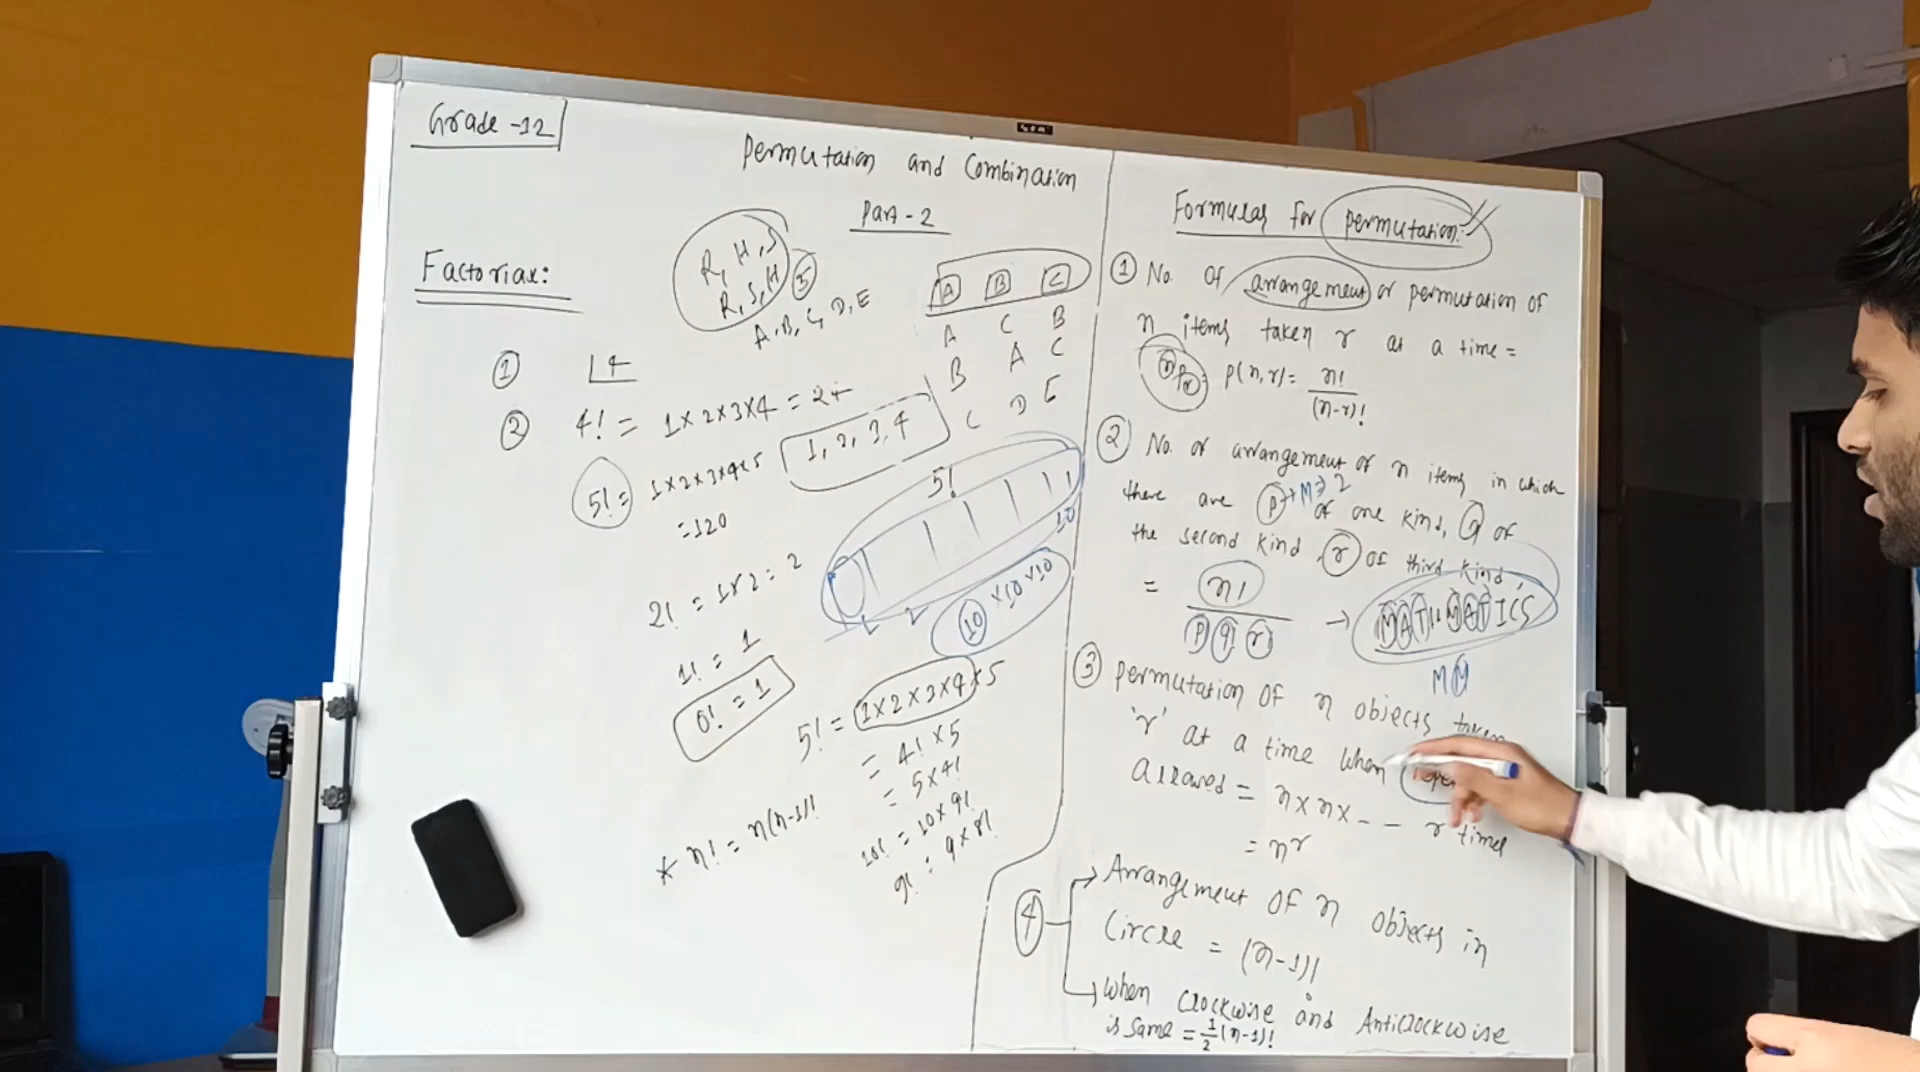 Grade -12
Permutation and Combination
Part - 2
Factorial:
R, H, S
R, S, H
5
A, B, C, D, E
A B C
A C B
B A C
C D E
① 4
② 4! = 1×2×3×4 = 24
1, 2, 3, 4
5! = 1×2×3×4×5
=120
5!
10
10 ×10 ×10
2! = 1×2 = 2
1! = 1
0! = 1
5! = 1×2×3×4×5
= 4! ×5
= 5×4!
10! = 10×9!
9! = 9×8!
* n! = n(n-1)!
Formulas for permutation:
① No. of arrangement or permutation of
n items taken r at a time =
nPr = P(n,r) = n!
(n-r)!
② No. of arrangement of n items in which
there are P → M → 2 of one kind, q of
the second kind, r of third kind
= n!
p q r → MATHEMATICS
M M
③ Permutation of n objects taken
'r' at a time when
allowed = n×n×-- r times
= nr
④ → Arrangement of n objects in
Circle = (n-1)!
→ When Clockwise and Anticlockwise
is same = 1/2 (n-1)!